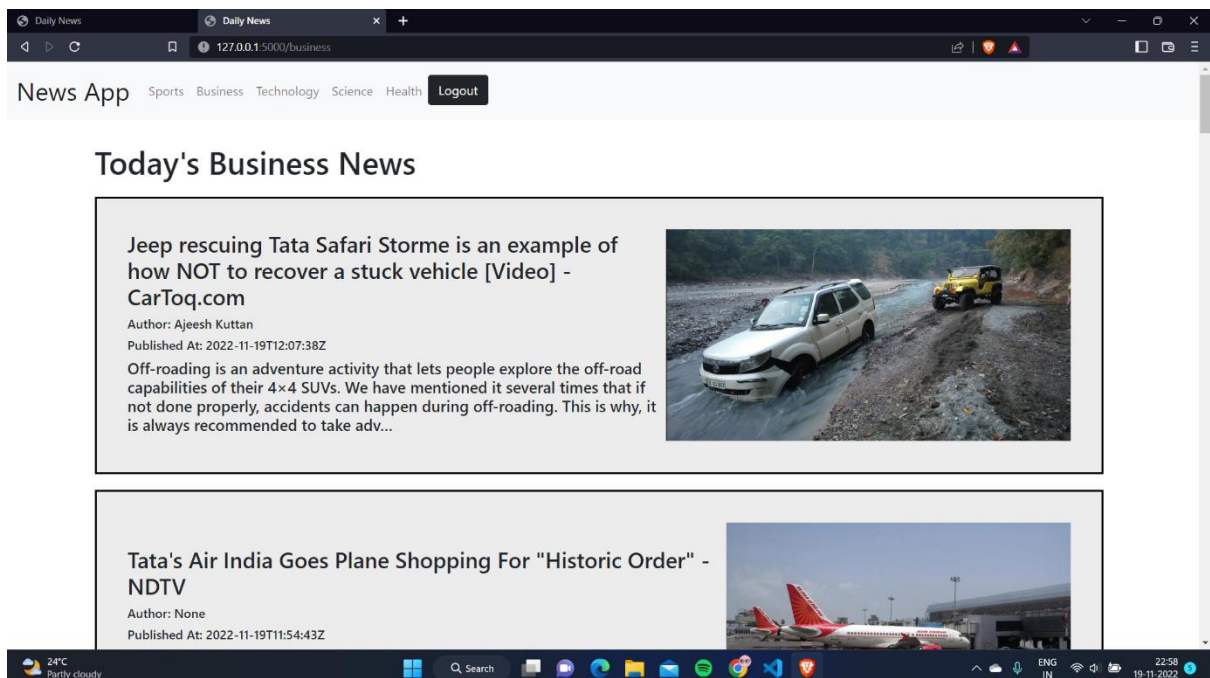 Daily News
Daily News
127.0.0.1:5000/business
News App Sports Business Technology Science Health Logout
Today's Business News
Jeep rescuing Tata Safari Storme is an example of
how NOT to recover a stuck vehicle [Video] -
CarToq.com
Author: Ajeesh Kuttan
Published At: 2022-11-19T12:07:38Z
Off-roading is an adventure activity that lets people explore the off-road
capabilities of their 4×4 SUVs. We have mentioned it several times that if
not done properly, accidents can happen during off-roading. This is why, it
is always recommended to take adv...
Tata's Air India Goes Plane Shopping For "Historic Order" -
NDTV
Author: None
Published At: 2022-11-19T11:54:43Z
24°C
Partly cloudy
Search
ENG
IN
22:58
19-11-2022
5